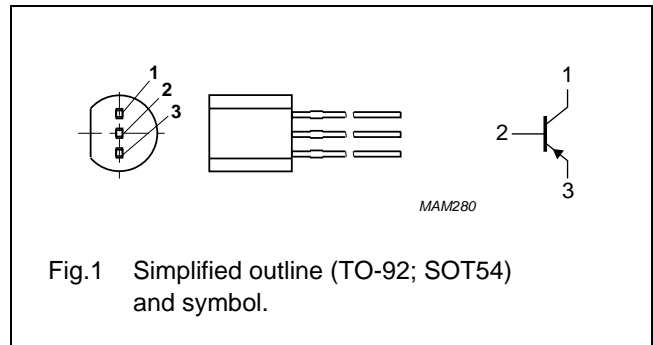 1
2
3
1
2
3
MAM280
Fig.1 Simplified outline (TO-92; SOT54)
and symbol.